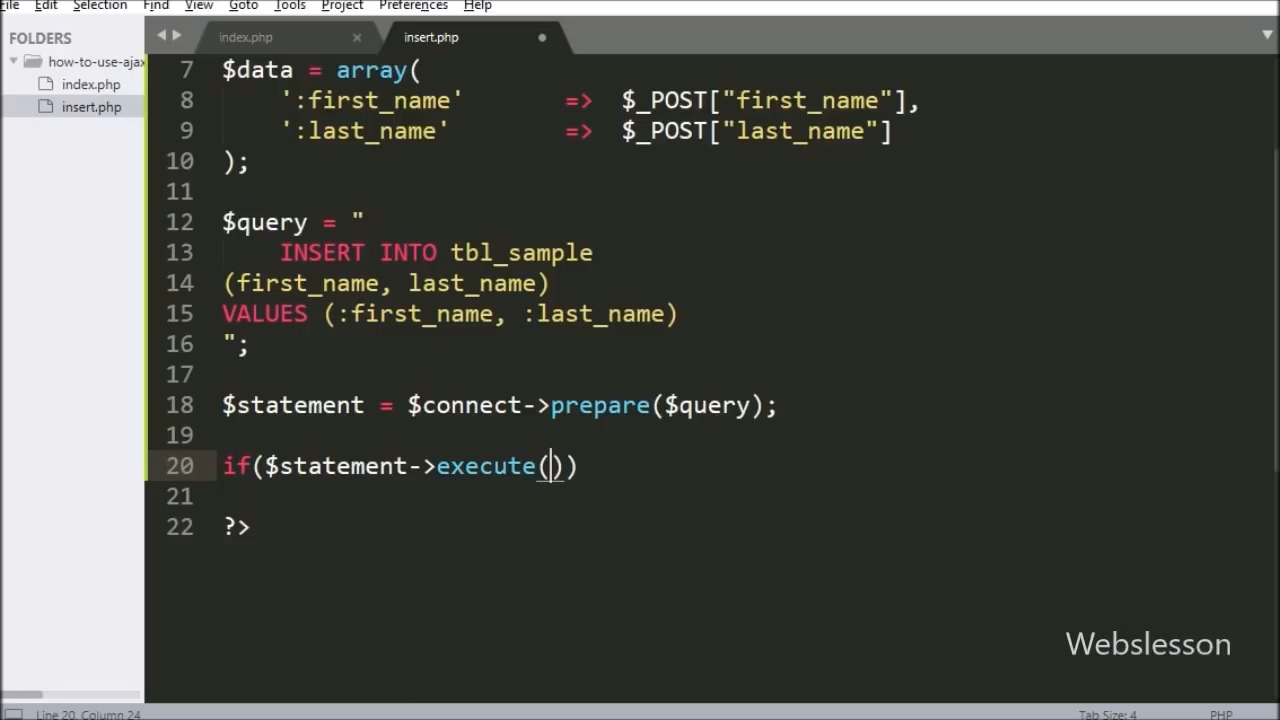 File Edit Selection Find View Goto Tools Project Preferences Help
FOLDERS
how-to-use-ajax
index.php
insert.php
index.php × insert.php
7 $data = array(
8 ':first_name' => $_POST["first_name"],
9 ':last_name' => $_POST["last_name"]
10 );
11
12 $query = "
13 INSERT INTO tbl_sample
14 (first_name, last_name)
15 VALUES (:first_name, :last_name)
16 ";
17
18 $statement = $connect->prepare($query);
19
20 if($statement->execute())
21
22 ?>
Webslesson
Line 20, Column 24 Tab Size: 4 PHP